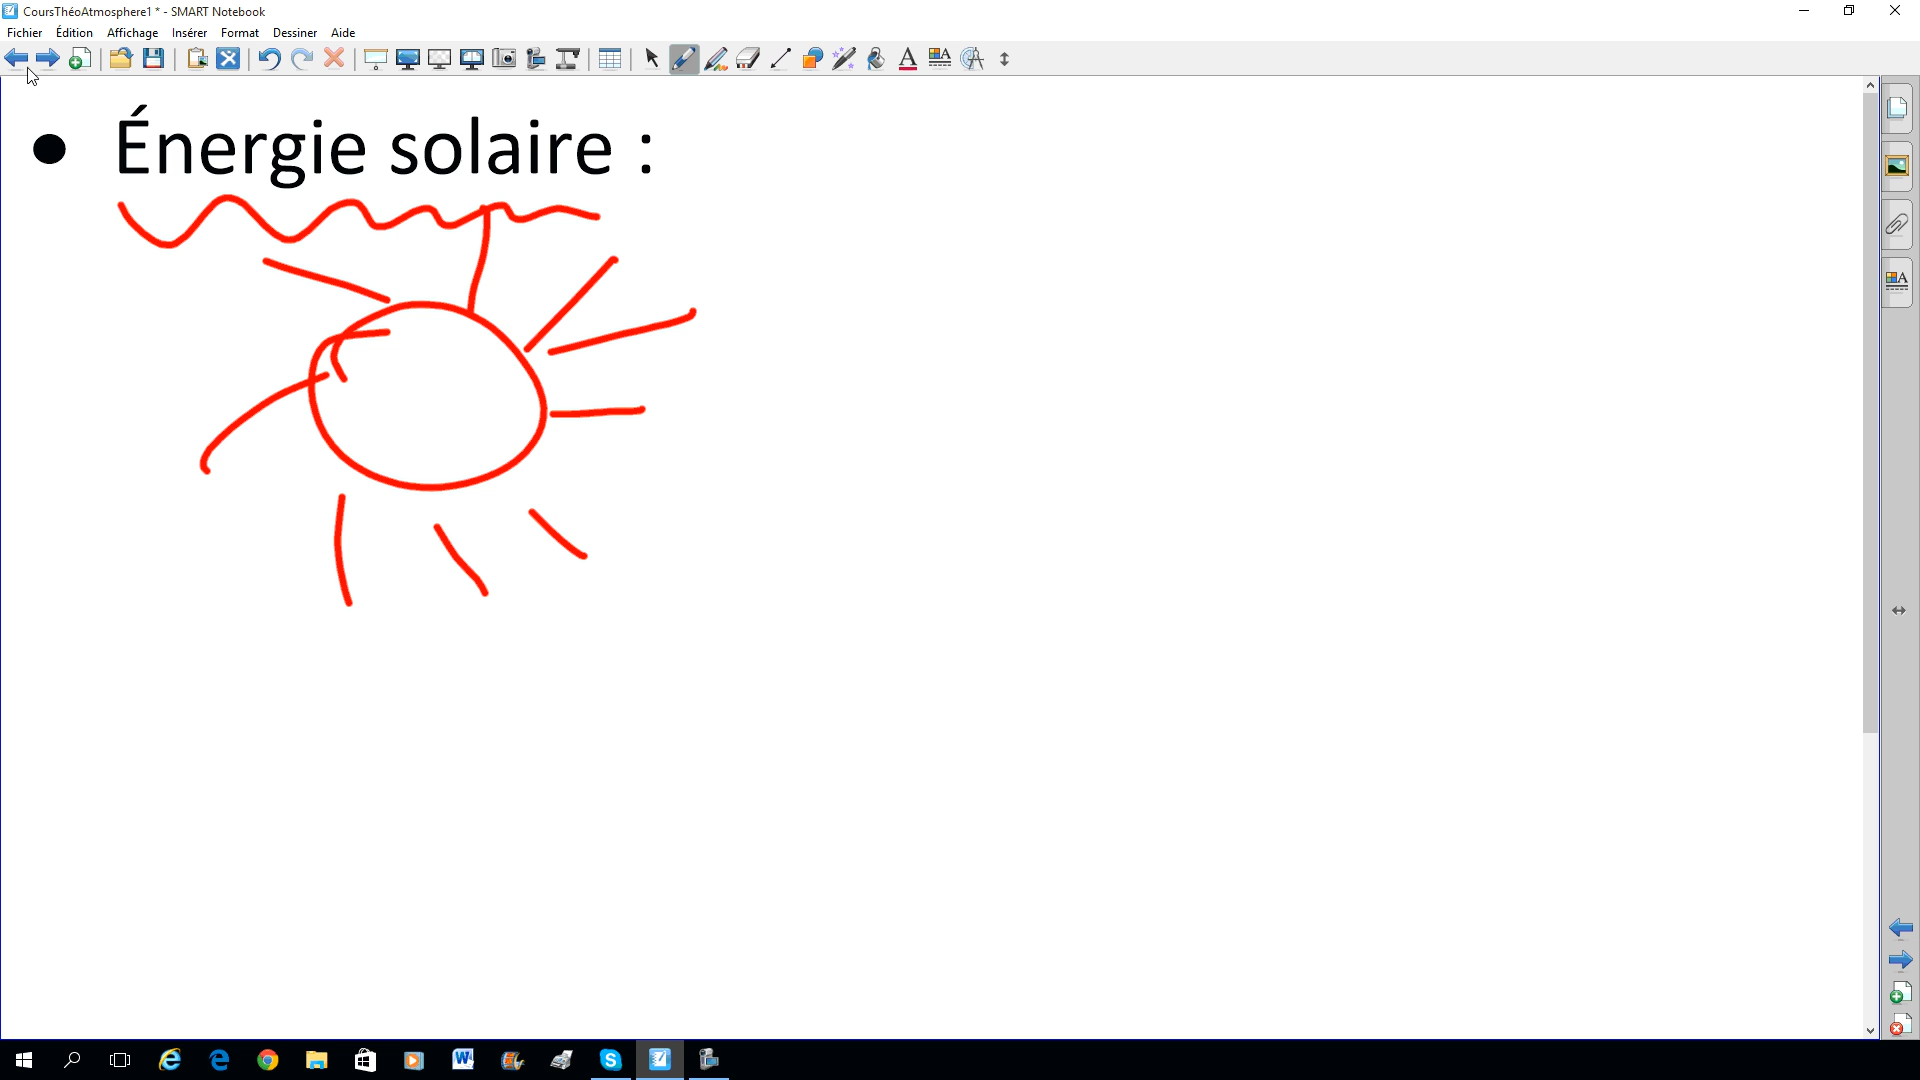 CoursThéoAtmosphere1 * - SMART Notebook
Fichier Édition Affichage Insérer Format Dessiner Aide
• Énergie solaire :